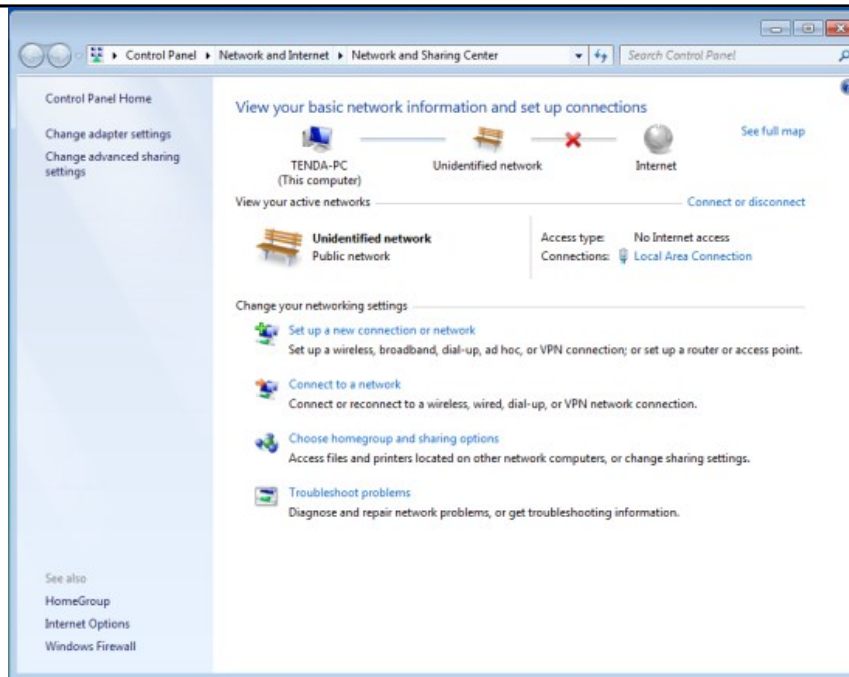 Control Panel ▸ Network and Internet ▸ Network and Sharing Center
Search Control Panel
Control Panel Home
Change adapter settings
Change advanced sharing
settings
View your basic network information and set up connections
See full map
TENDA-PC
(This computer)
Unidentified network
Internet
View your active networks
Connect or disconnect
Unidentified network
Public network
Access type: No Internet access
Connections: Local Area Connection
Change your networking settings
Set up a new connection or network
Set up a wireless, broadband, dial-up, ad hoc, or VPN connection; or set up a router or access point.
Connect to a network
Connect or reconnect to a wireless, wired, dial-up, or VPN network connection.
Choose homegroup and sharing options
Access files and printers located on other network computers, or change sharing settings.
Troubleshoot problems
Diagnose and repair network problems, or get troubleshooting information.
See also
HomeGroup
Internet Options
Windows Firewall